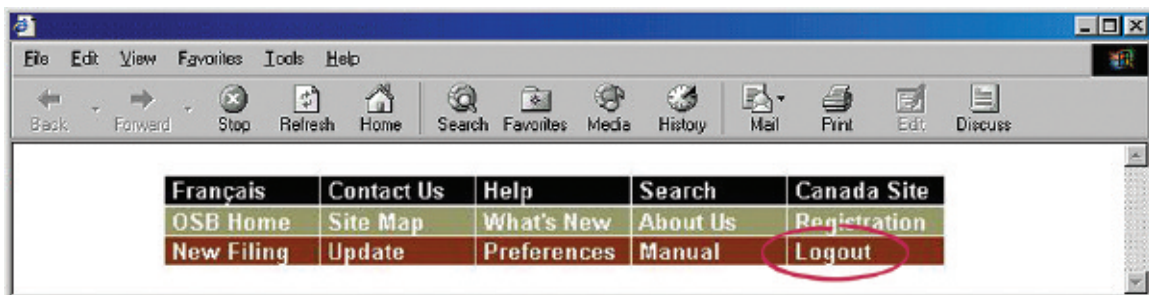 File Edit View Favorites Tools Help
Back Forward Stop Refresh Home Search Favorites Media History Mail Print Edit Discuss
Français Contact Us Help Search Canada Site
OSB Home Site Map What's New About Us Registration
New Filing Update Preferences Manual Logout